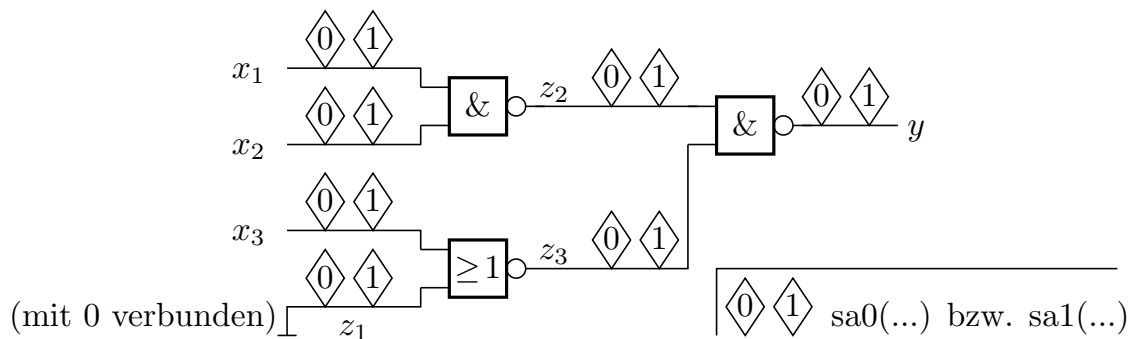 0 1
x₁
& z₂ 0 1
0 1
0 1
x₂
& y
0 1
x₃
0 1
z₃
0 1
≥1
(mit 0 verbunden)
z₁
0 1 sa0(...) bzw. sa1(...)